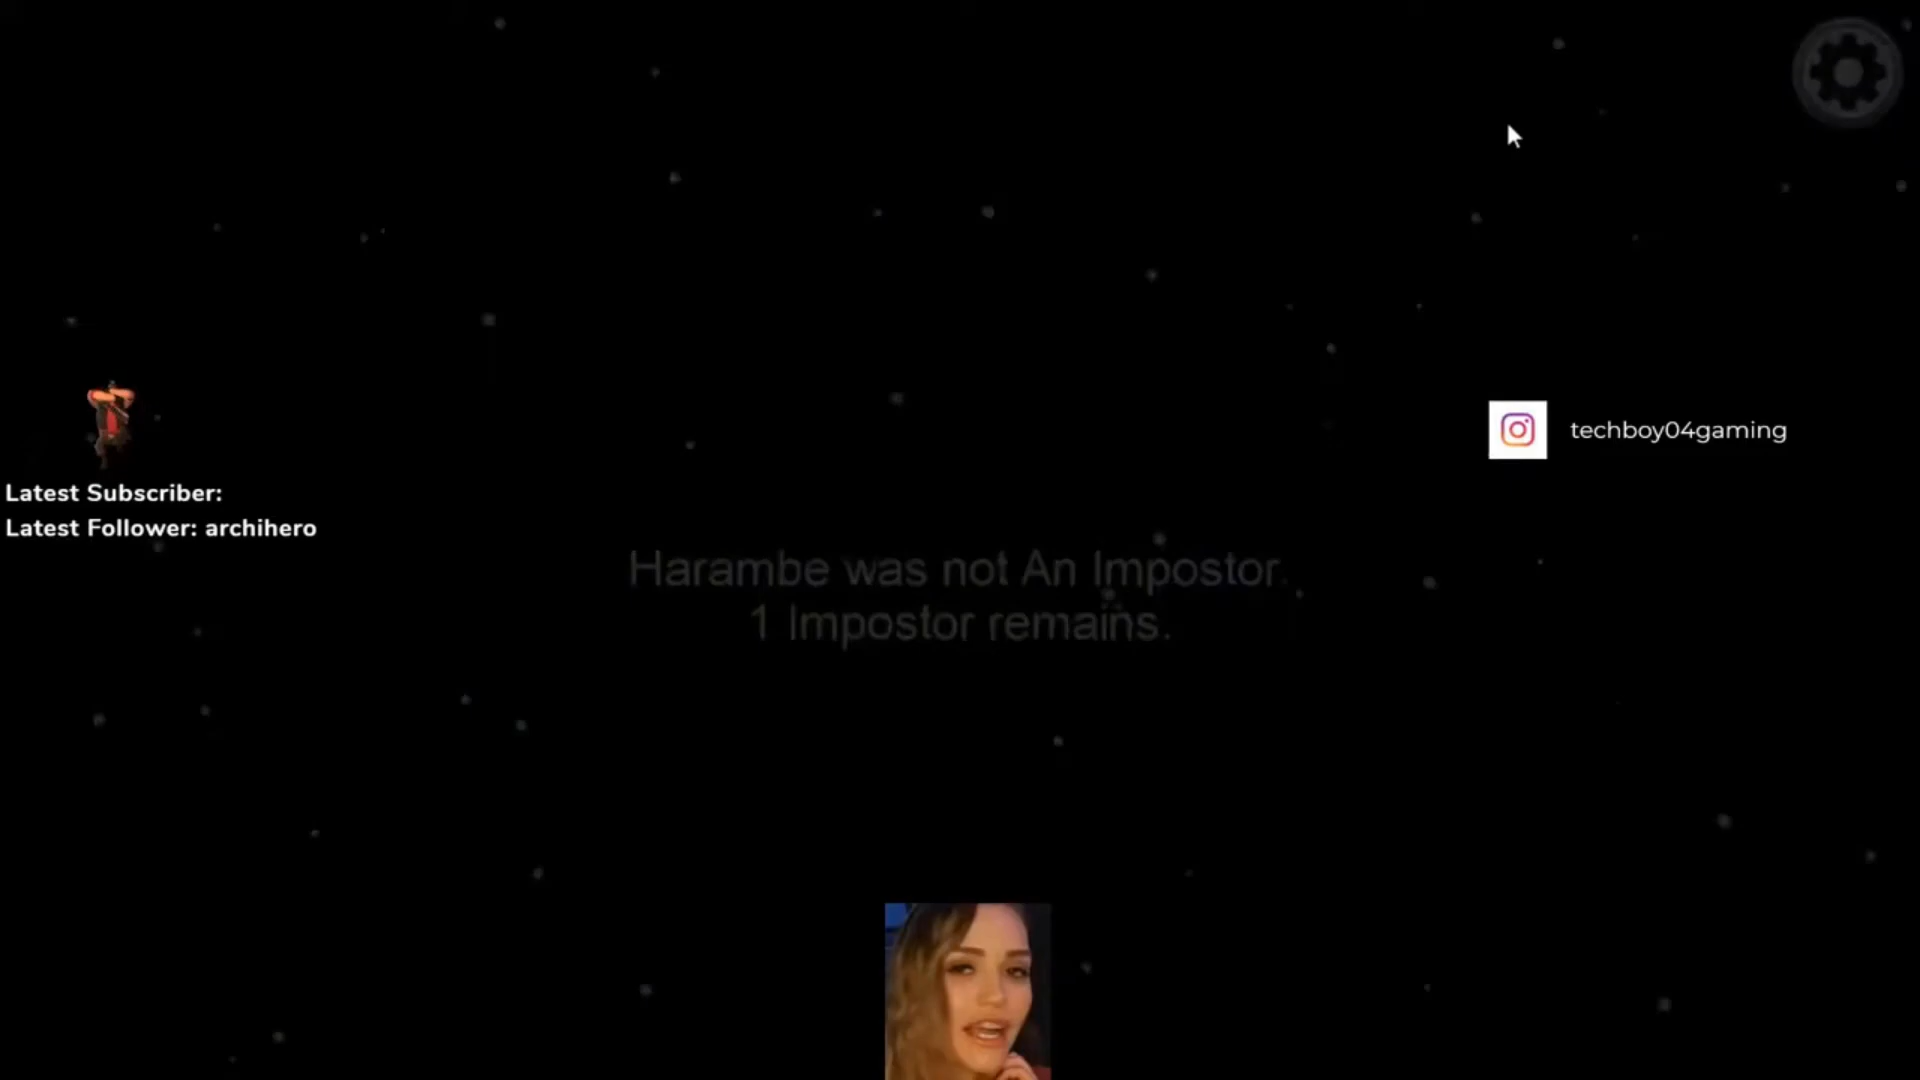 techboy04gaming
Latest Subscriber:
Latest Follower: archihero
Harambe was not An Impostor.
1 Impostor remains.